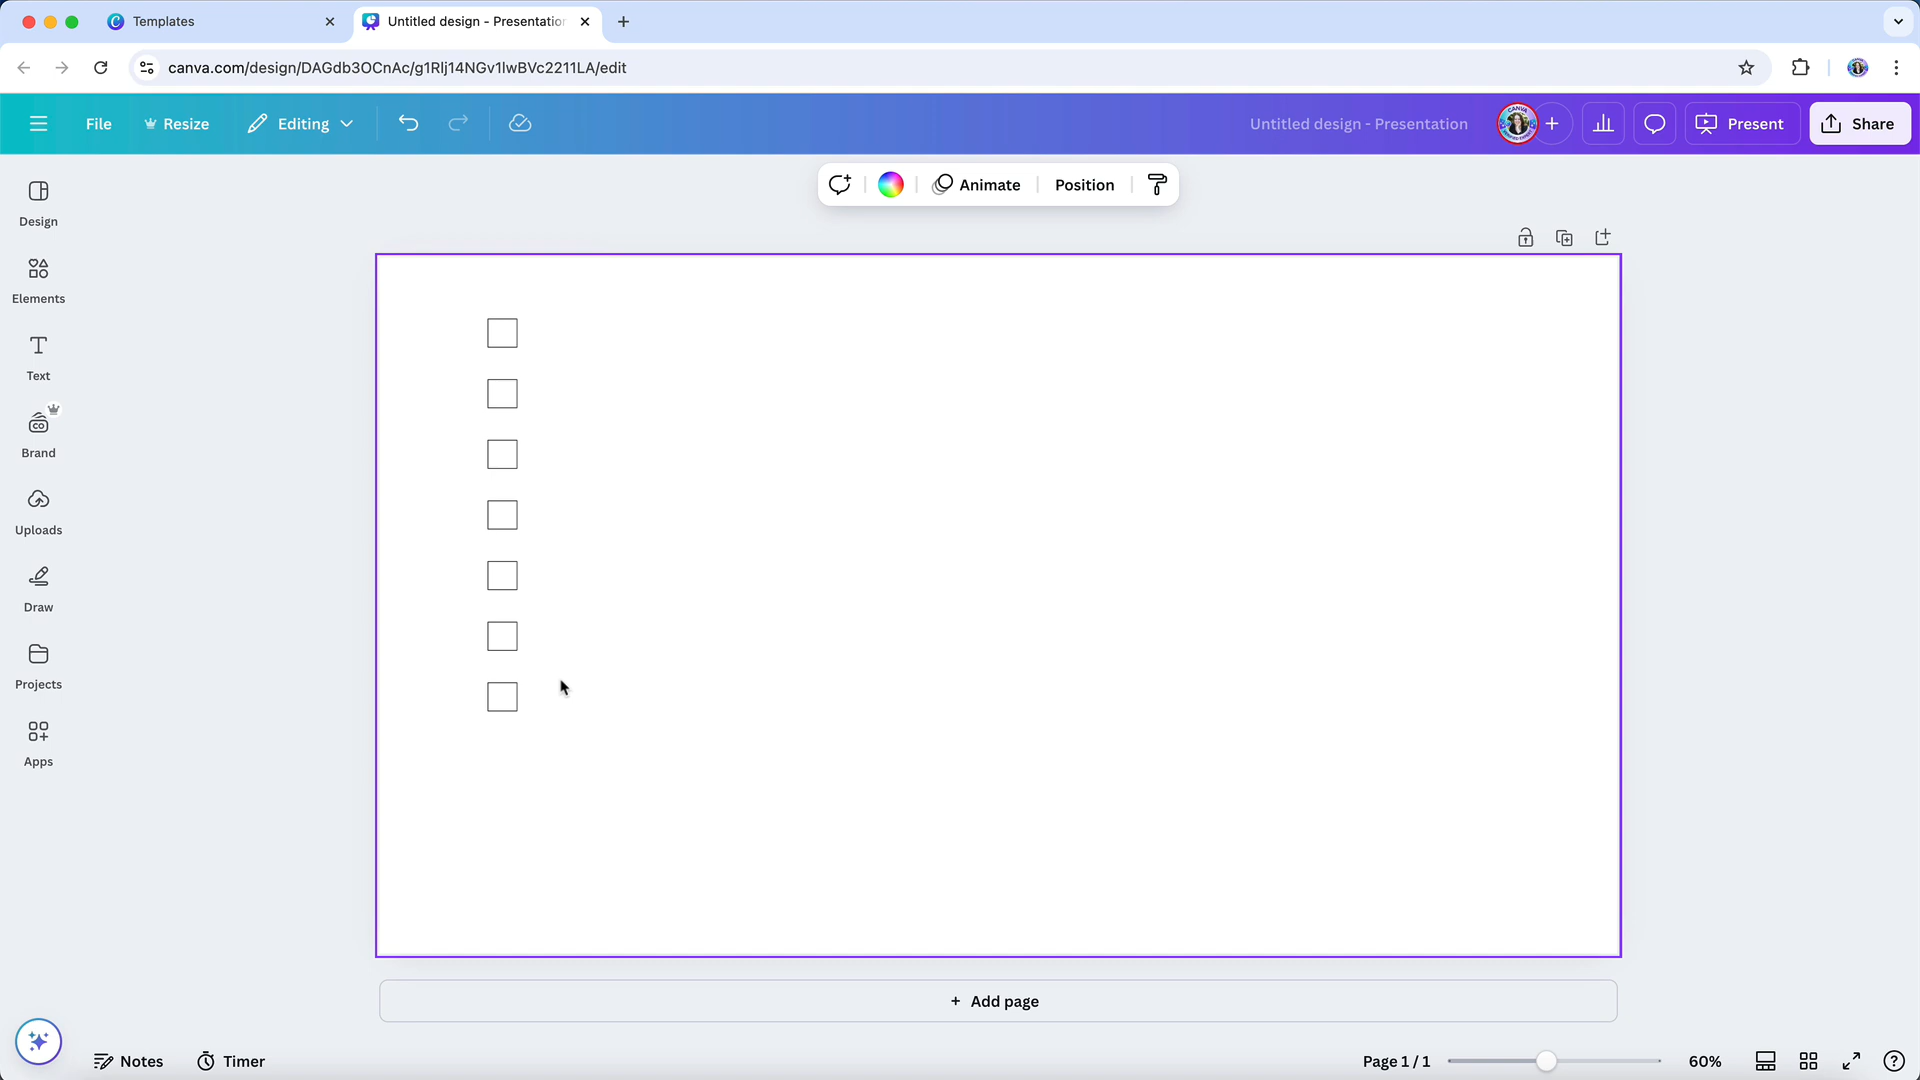 Templates
Untitled design - Presentation
canva.com/design/DAGdb3OCnAc/g1Rlj14NGv1lwBVc2211LA/edit
File
Resize
Editing
Untitled design - Presentation
Present
Share
Animate
Position
Design
Elements
Text
Brand
Uploads
Draw
Projects
Apps
+ Add page
Notes
Timer
Page 1 / 1
60%